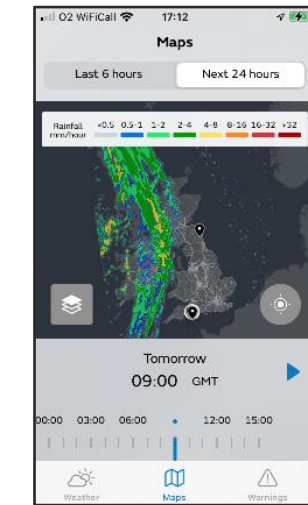 O2 WiFiCall 17:12
Maps
Last 6 hours Next 24 hours
Rainfall <0.5 0.5-1 1-2 2-4 4-8 8-16 16-32 >32
mm/hour
Tomorrow
09:00 GMT
00:00 03:00 06:00 12:00 15:00
Weather Maps Warnings